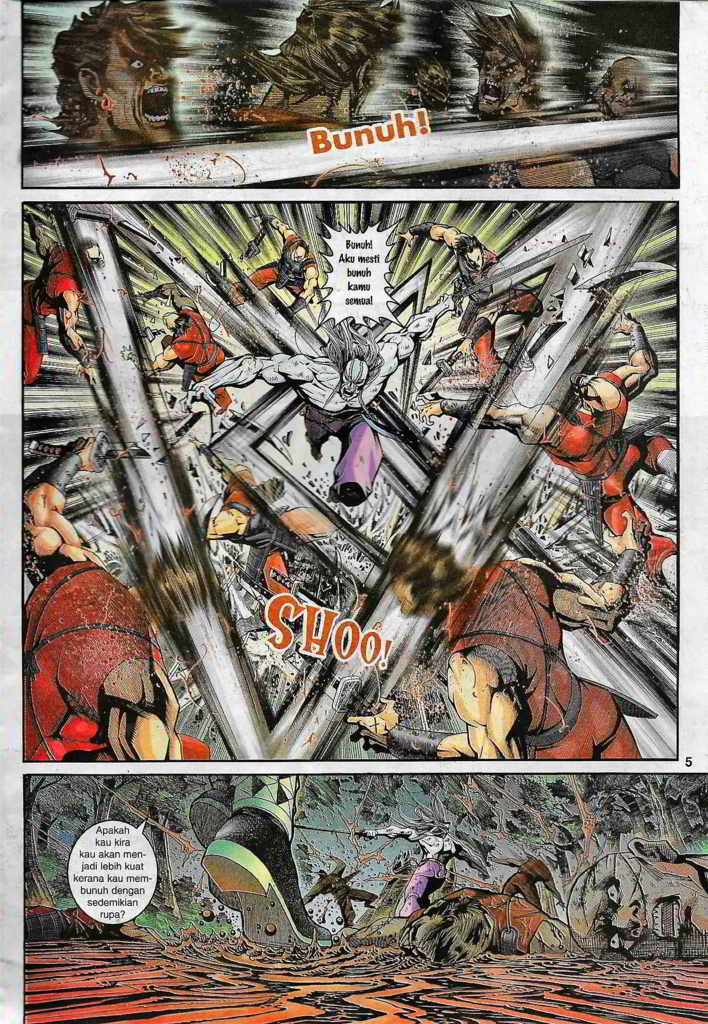 Bunuh!
Bunuh!
Aku mesti
bunuh
kamu
semua!
SHOO!
5
Apakah
kau kira
kau akan men-
jadi lebih kuat
kerana kau mem-
bunuh dengan
sedemikian
rupa?